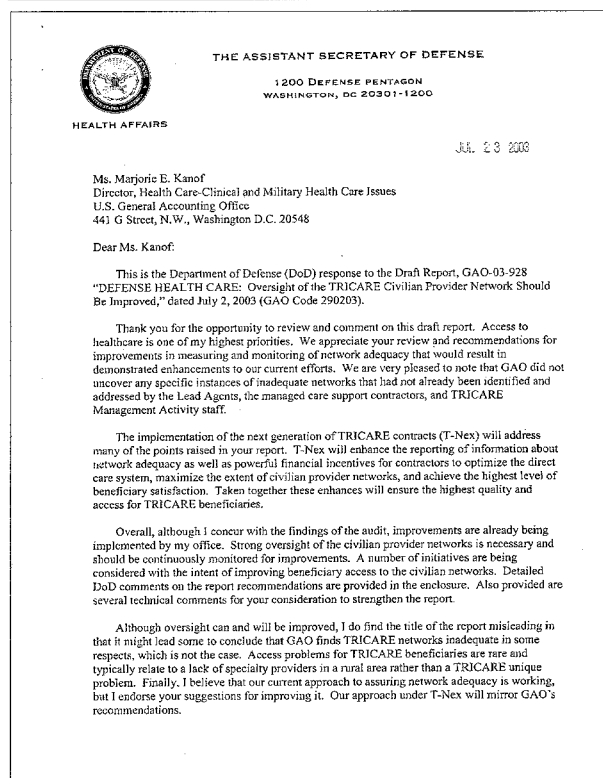 THE ASSISTANT SECRETARY OF DEFENSE
1200 DEFENSE PENTAGON
WASHINGTON, DC 20301-1200
HEALTH AFFAIRS
JUL 23 2003
Ms. Marjorie E. Kanof
Director, Health Care-Clinical and Military Health Care Issues
U.S. General Accounting Office
441 G Street, N.W., Washington D.C. 20548
Dear Ms. Kanof:
This is the Department of Defense (DoD) response to the Draft Report, GAO-03-928
“DEFENSE HEALTH CARE: Oversight of the TRICARE Civilian Provider Network Should
Be Improved,” dated July 2, 2003 (GAO Code 290203).
Thank you for the opportunity to review and comment on this draft report. Access to
healthcare is one of my highest priorities. We appreciate your review and recommendations for
improvements in measuring and monitoring of network adequacy that would result in
demonstrated enhancements to our current efforts. We are very pleased to note that GAO did not
uncover any specific instances of inadequate networks that had not already been identified and
addressed by the Lead Agents, the managed care support contractors, and TRICARE
Management Activity staff.
The implementation of the next generation of TRICARE contracts (T-Nex) will address
many of the points raised in your report. T-Nex will enhance the reporting of information about
network adequacy as well as powerful financial incentives for contractors to optimize the direct
care system, maximize the extent of civilian provider networks, and achieve the highest level of
beneficiary satisfaction. Taken together these enhances will ensure the highest quality and
access for TRICARE beneficiaries.
Overall, although I concur with the findings of the audit, improvements are already being
implemented by my office. Strong oversight of the civilian provider networks is necessary and
should be continuously monitored for improvements. A number of initiatives are being
considered with the intent of improving beneficiary access to the civilian networks. Detailed
DoD comments on the report recommendations are provided in the enclosure. Also provided are
several technical comments for your consideration to strengthen the report.
Although oversight can and will be improved, I do find the title of the report misleading in
that it might lead some to conclude that GAO finds TRICARE networks inadequate in some
respects, which is not the case. Access problems for TRICARE beneficiaries are rare and
typically relate to a lack of specialty providers in a rural area rather than a TRICARE unique
problem. Finally, I believe that our current approach to assuring network adequacy is working,
but I endorse your suggestions for improving it. Our approach under T-Nex will mirror GAO's
recommendations.